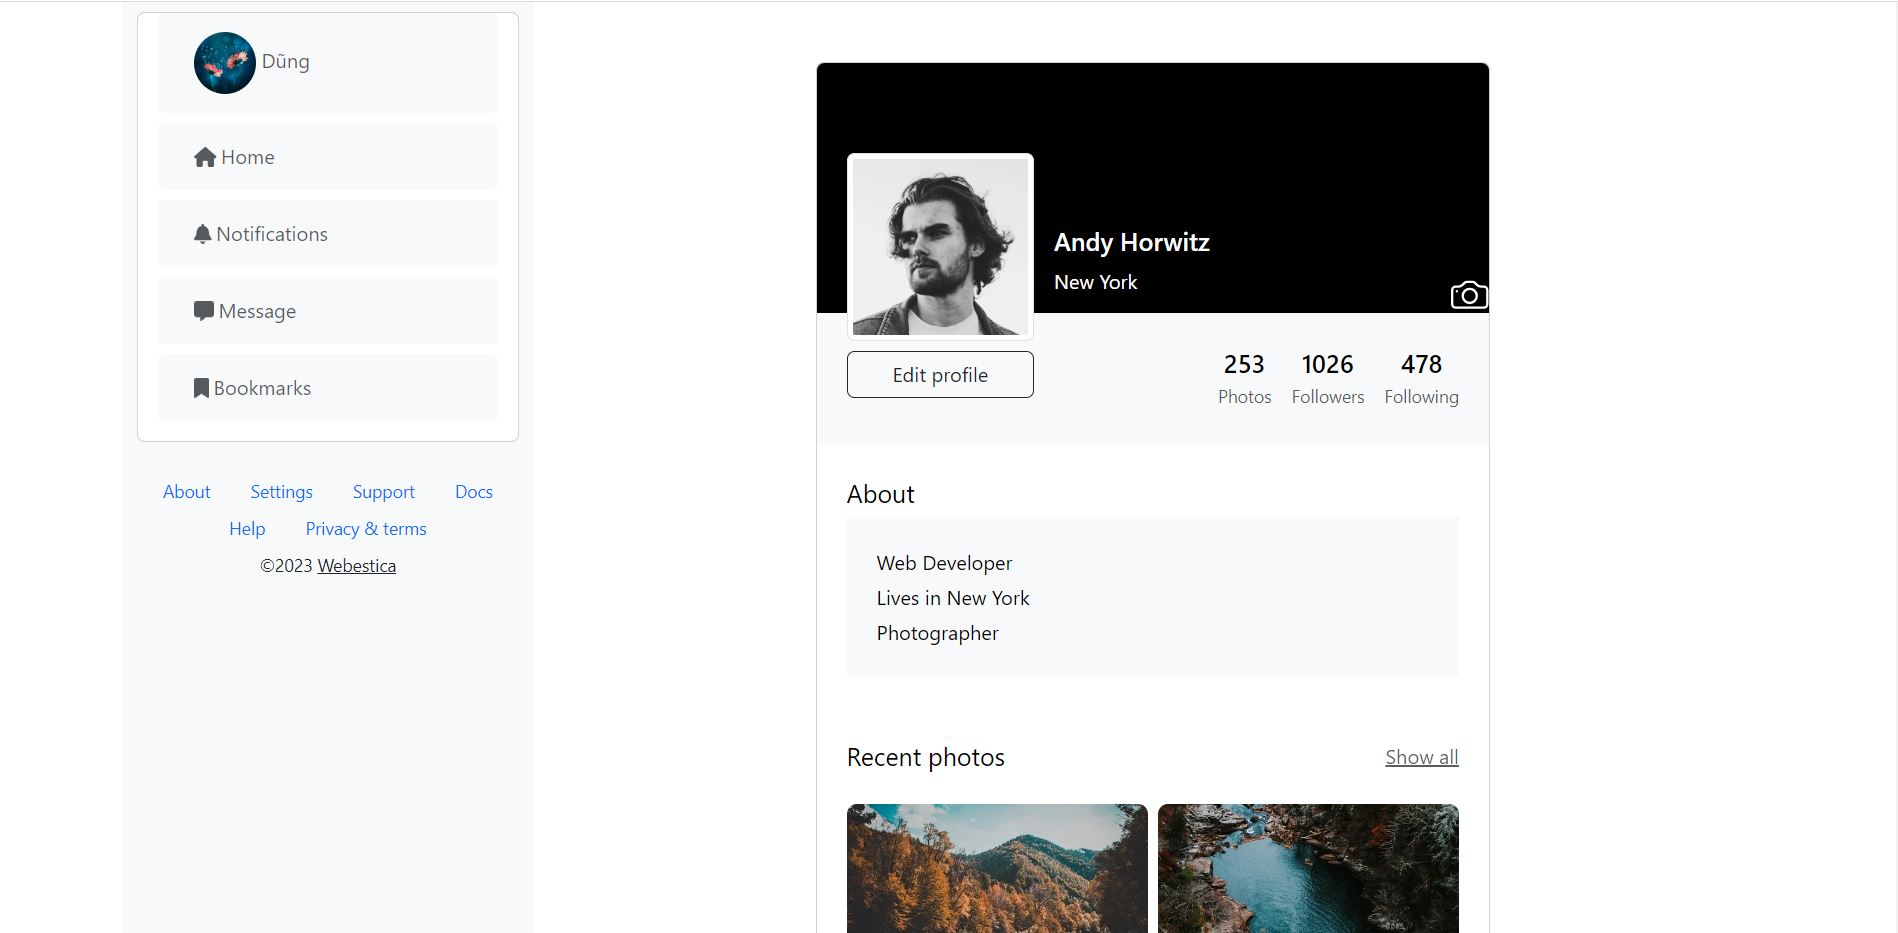 Dũng
Home
Notifications
Message
Bookmarks
About Settings Support Docs
Help Privacy & terms
©2023 Webestica
Andy Horwitz
New York
Edit profile
253 1026 478
Photos Followers Following
About
Web Developer
Lives in New York
Photographer
Recent photos Show all